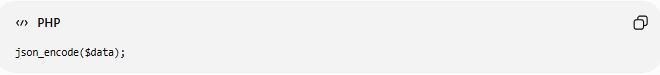 </> PHP
json_encode($data);